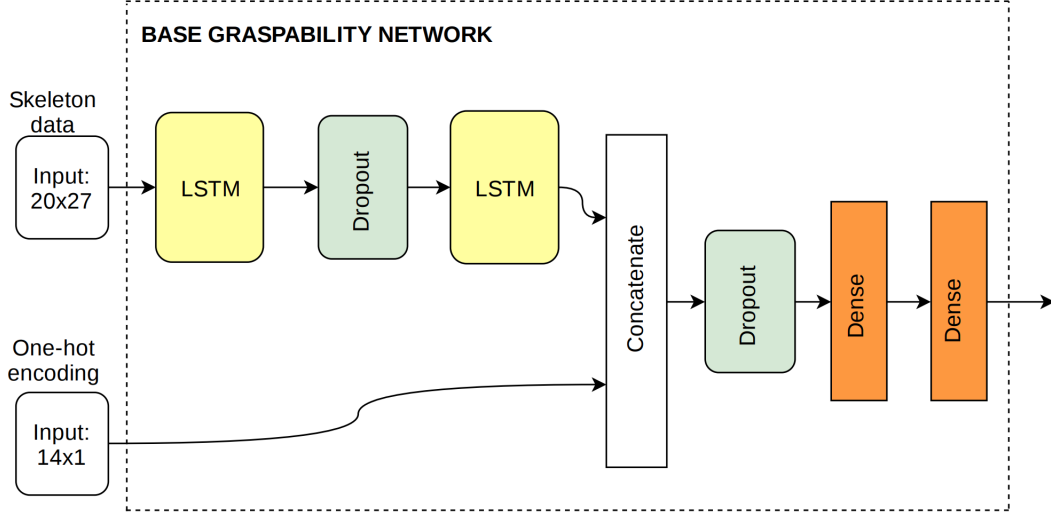 BASE GRASPABILITY NETWORK
Skeleton
data
Input:
20x27
LSTM
Dropout
LSTM
One-hot
encoding
Input:
14x1
Concatenate
Dropout
Dense
Dense